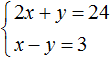 2x + y = 24
x − y = 3